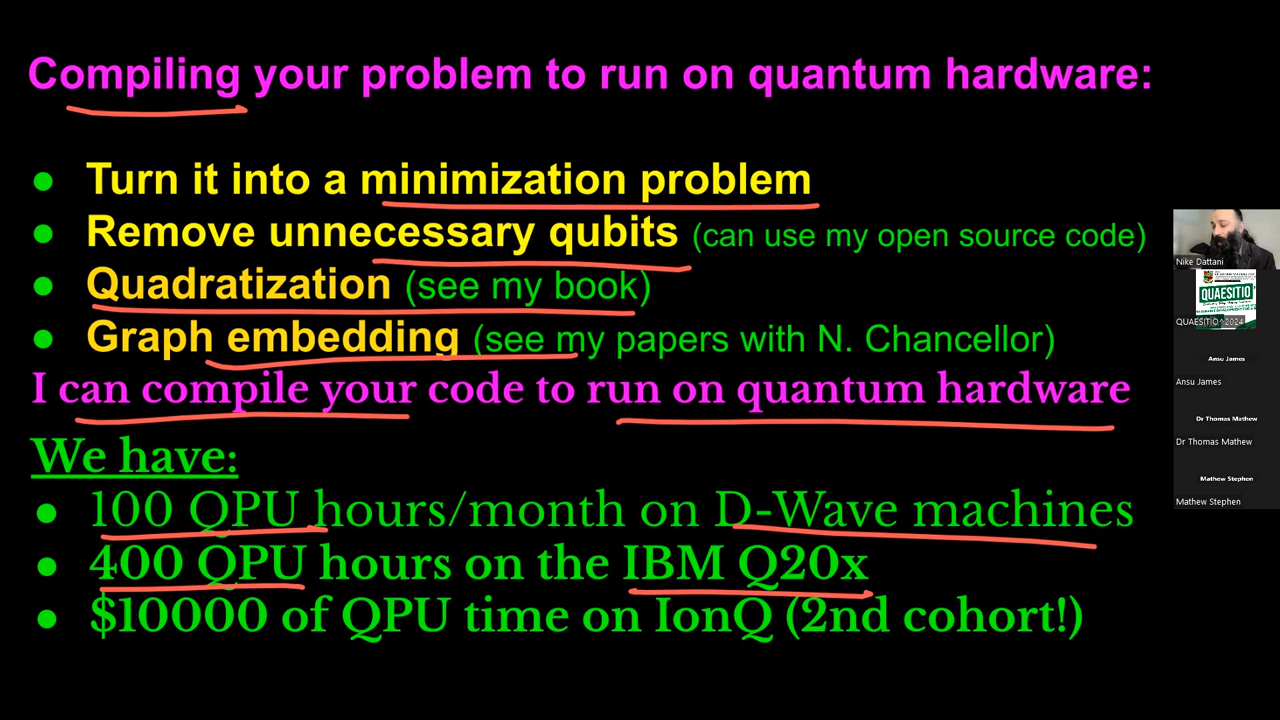 Compiling your problem to run on quantum hardware:
● Turn it into a minimization problem
● Remove unnecessary qubits (can use my open source code)
● Quadratization (see my book)
● Graph embedding (see my papers with N. Chancellor)
I can compile your code to run on quantum hardware
We have:
● 100 QPU hours/month on D-Wave machines
● 400 QPU hours on the IBM Q20x
● $10000 of QPU time on IonQ (2nd cohort!)
Nike Dattani
QUAESITIO
QUAESITIO^2024
Ansu James
Ansu James
Dr Thomas Mathew
Dr Thomas Mathew
Mathew Stephen
Mathew Stephen